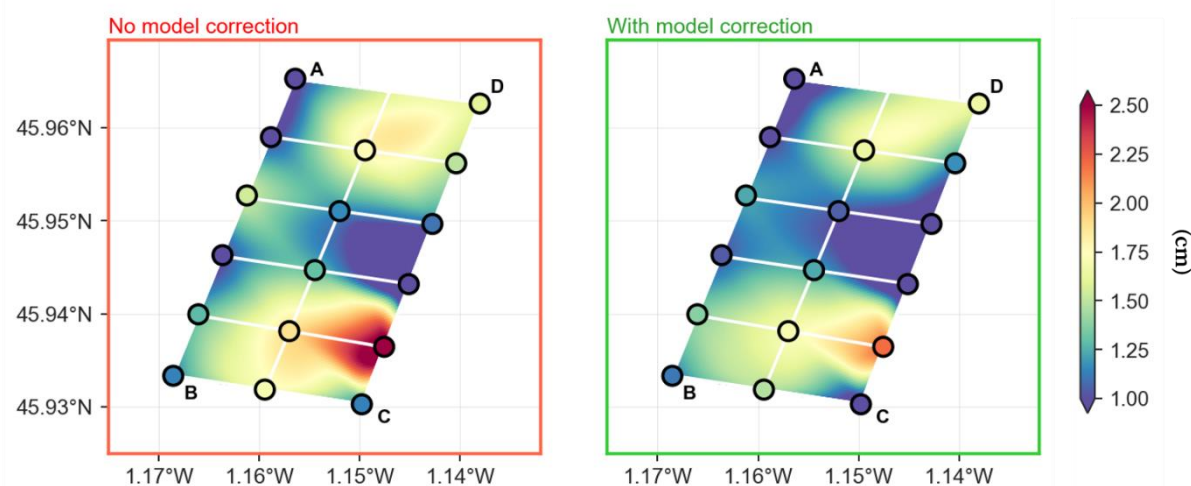 No model correction
With model correction
A
D
B
C
A
D
B
C
45.96°N
45.95°N
45.94°N
45.93°N
1.17°W 1.16°W 1.15°W 1.14°W
1.17°W 1.16°W 1.15°W 1.14°W
2.50
2.25
2.00
1.75
1.50
1.25
1.00
(cm)